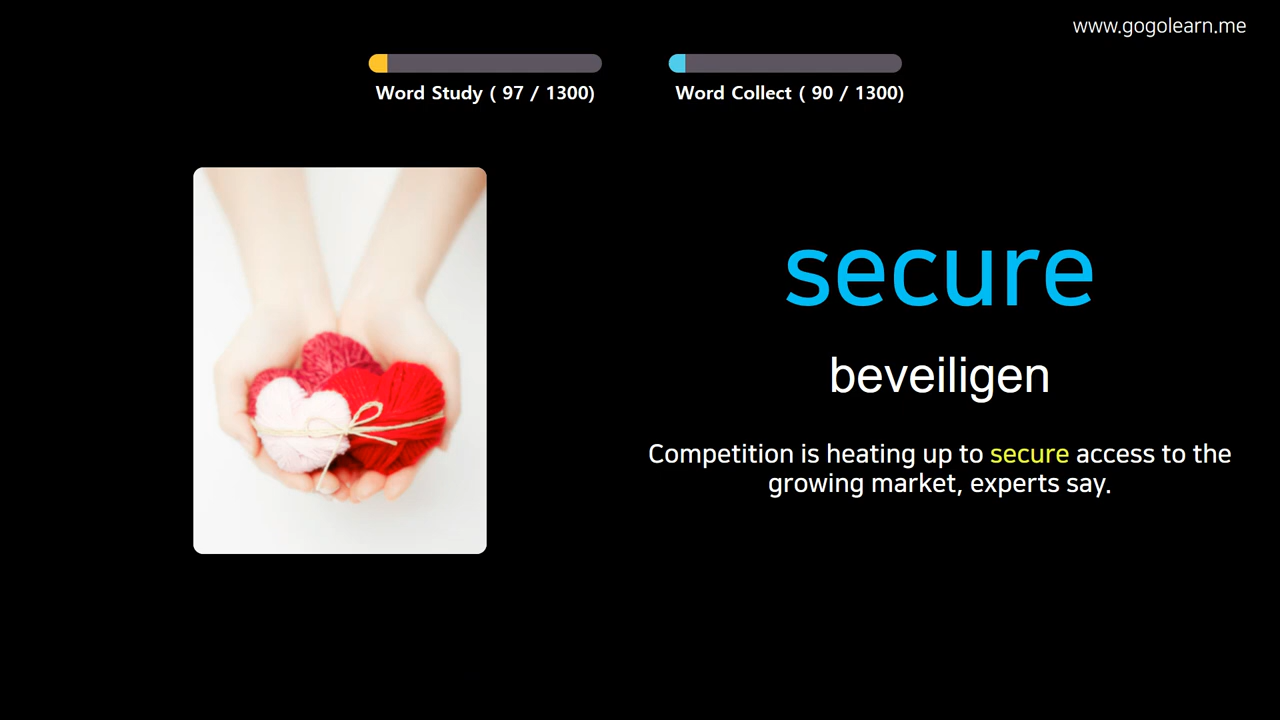 www.gogolearn.me
Word Study ( 97 / 1300)
Word Collect ( 90 / 1300)
secure
beveiligen
Competition is heating up to secure access to the
growing market, experts say.